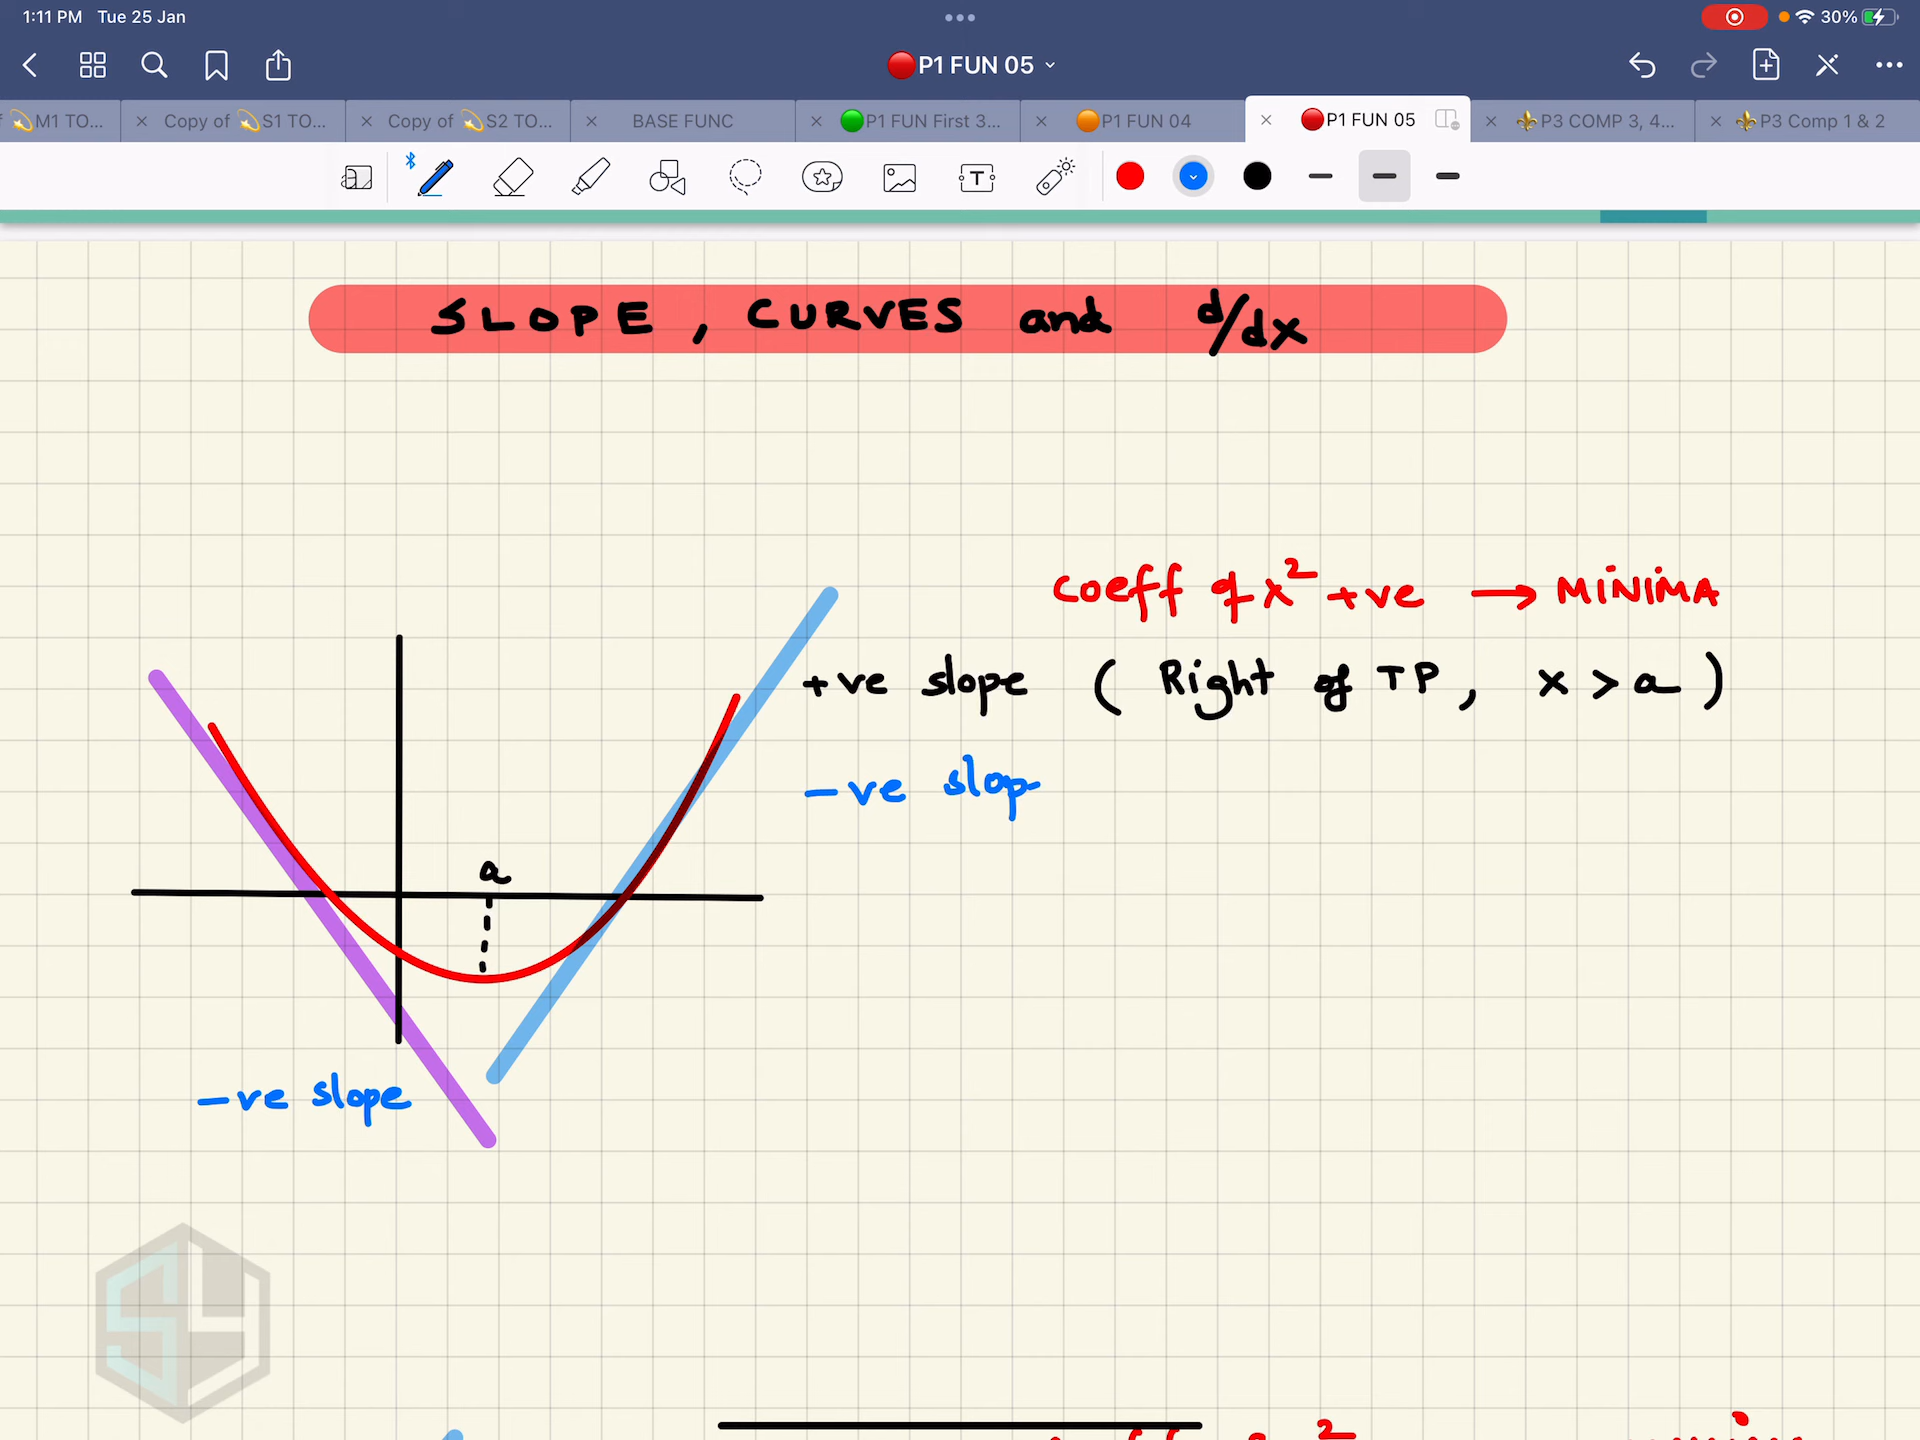 1:11 PM Tue 25 Jan
30%
P1 FUN 05
M1 TO... Copy of S1 TO... Copy of S2 TO... BASE FUNC P1 FUN First 3... P1 FUN 04 P1 FUN 05 P3 COMP 3, 4... P3 Comp 1 & 2
SLOPE, CURVES and d/dx
coeff of x² +ve → MINIMA
+ve slope ( Right of TP, x > a )
-ve slop
a
-ve slope
SL